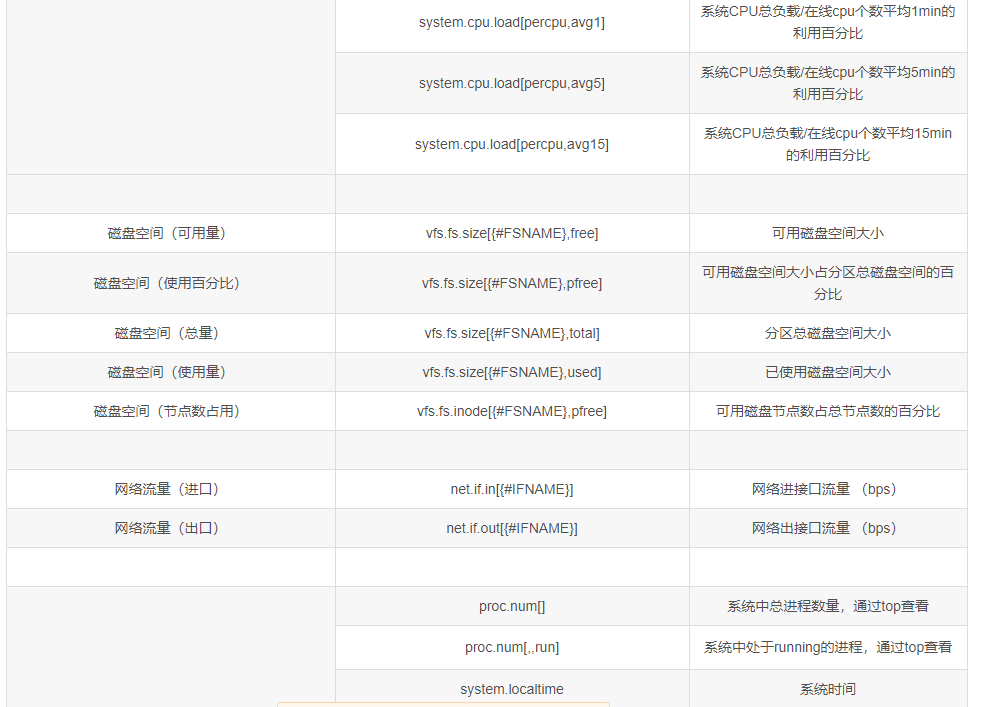 system.cpu.load[percpu,avg1]
系统CPU总负载/在线cpu个数平均1min的
利用百分比
system.cpu.load[percpu,avg5]
系统CPU总负载/在线cpu个数平均5min的
利用百分比
system.cpu.load[percpu,avg15]
系统CPU总负载/在线cpu个数平均15min
的利用百分比
磁盘空间（可用量）
vfs.fs.size[{#FSNAME},free]
可用磁盘空间大小
磁盘空间（使用百分比）
vfs.fs.size[{#FSNAME},pfree]
可用磁盘空间大小占分区总磁盘空间的百
分比
磁盘空间（总量）
vfs.fs.size[{#FSNAME},total]
分区总磁盘空间大小
磁盘空间（使用量）
vfs.fs.size[{#FSNAME},used]
已使用磁盘空间大小
磁盘空间（节点数占用）
vfs.fs.inode[{#FSNAME},pfree]
可用磁盘节点数占总节点数的百分比
网络流量（进口）
net.if.in[{#IFNAME}]
网络进接口流量 （bps）
网络流量（出口）
net.if.out[{#IFNAME}]
网络出接口流量 （bps）
proc.num[]
系统中总进程数量，通过top查看
proc.num[,,run]
系统中处于running的进程，通过top查看
system.localtime
系统时间